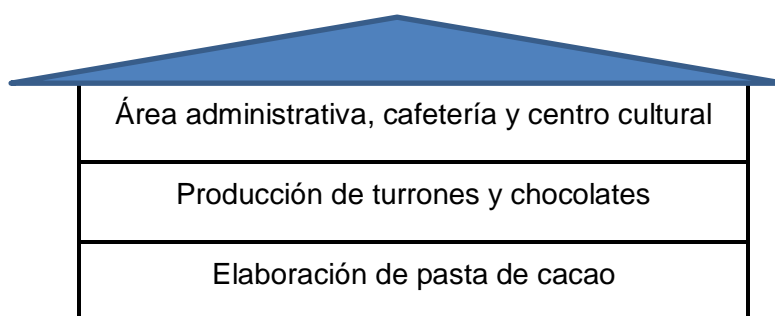 Área administrativa, cafetería y centro cultural
Producción de turrones y chocolates
Elaboración de pasta de cacao